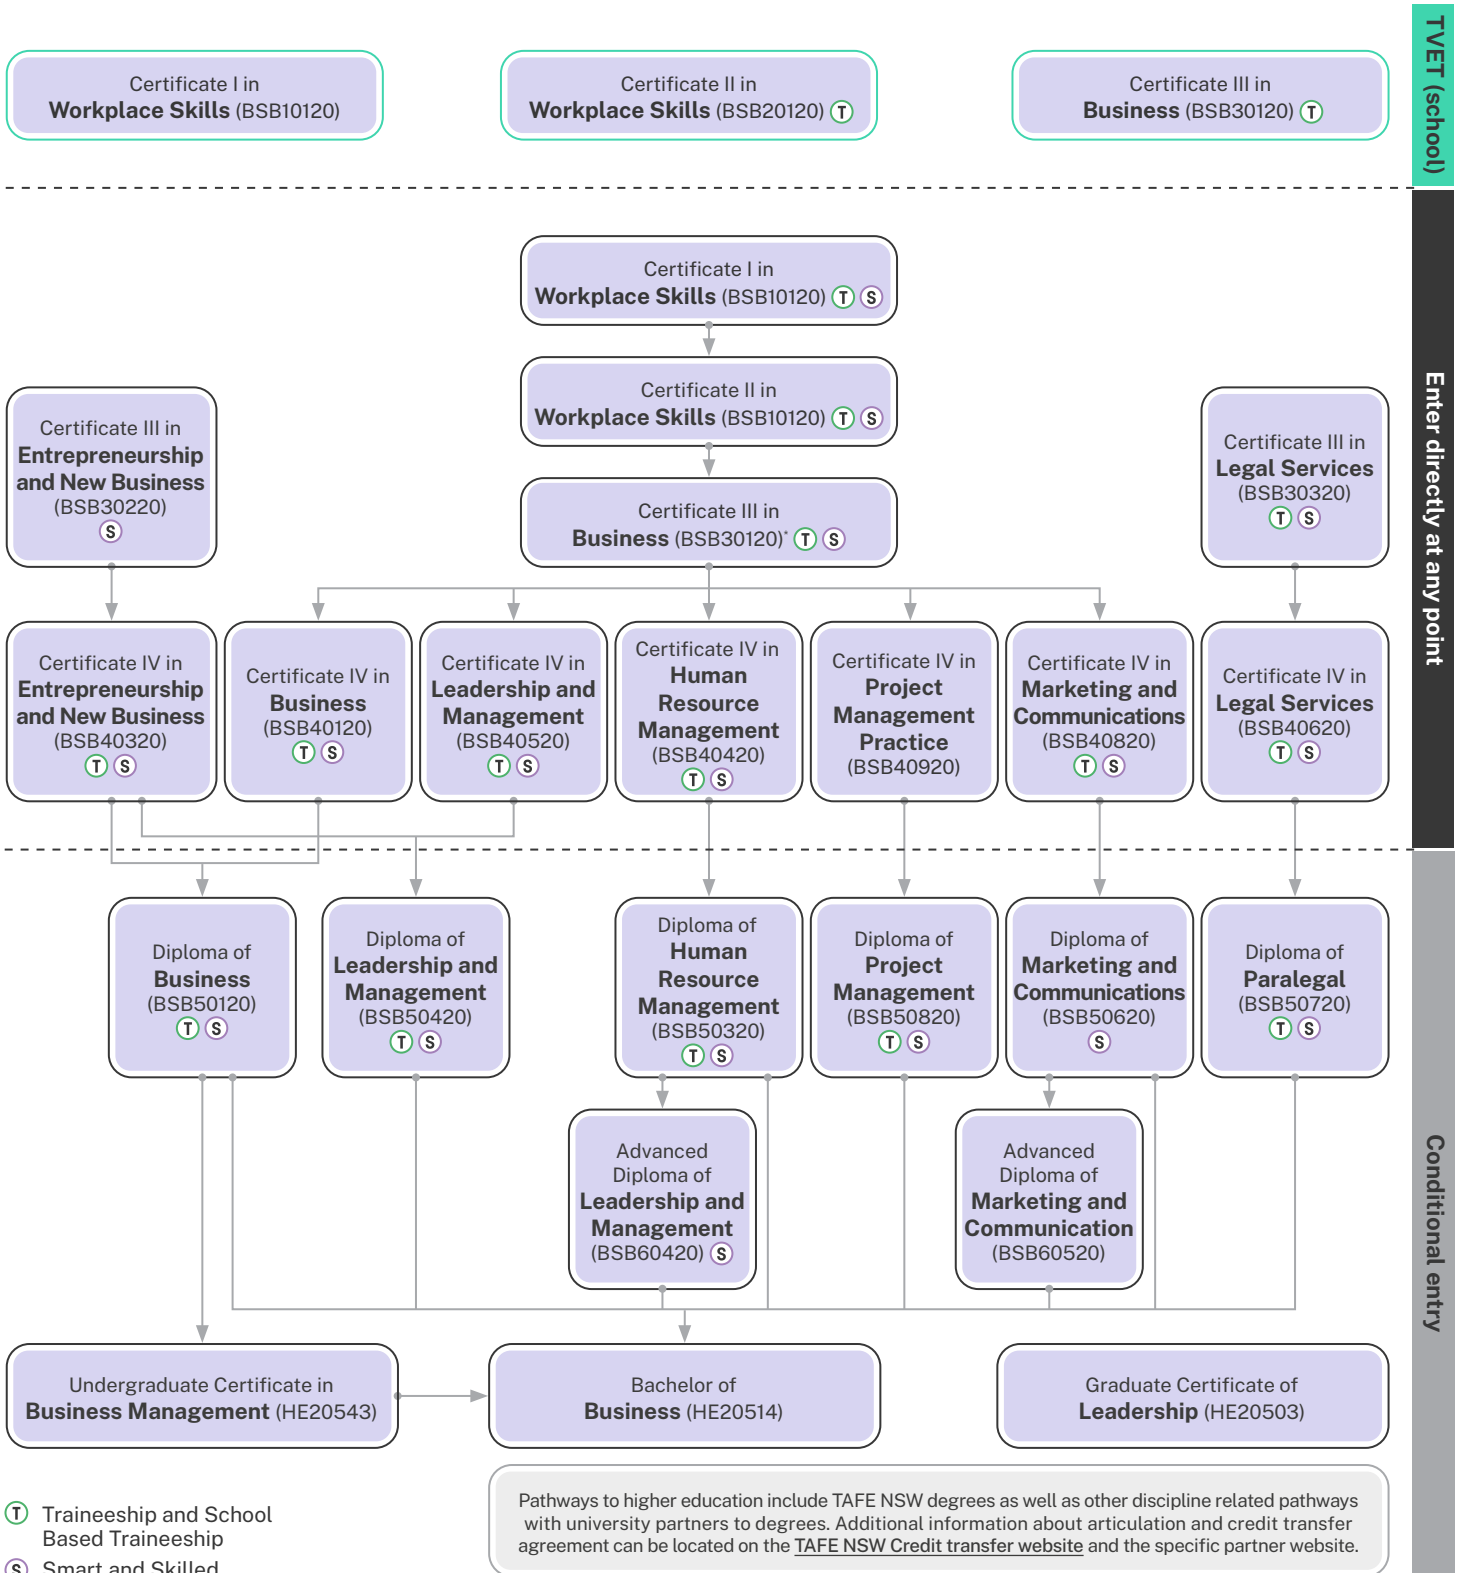 TVET (school)
Certificate I in
Workplace Skills (BSB10120)
Certificate II in
Workplace Skills (BSB20120) T
Certificate III in
Business (BSB30120) T
Enter directly at any point
Certificate I in
Workplace Skills (BSB10120) T S
Certificate II in
Workplace Skills (BSB10120) T S
Certificate III in
Business (BSB30120)* T S
Certificate III in
Entrepreneurship
and New Business
(BSB30220)
S
Certificate III in
Legal Services
(BSB30320)
T S
Certificate IV in
Entrepreneurship
and New Business
(BSB40320)
T S
Certificate IV in
Business
(BSB40120)
T S
Certificate IV in
Leadership and
Management
(BSB40520)
T S
Certificate IV in
Human
Resource
Management
(BSB40420)
T S
Certificate IV in
Project
Management
Practice
(BSB40920)
Certificate IV in
Marketing and
Communications
(BSB40820)
T S
Certificate IV in
Legal Services
(BSB40620)
T S
Conditional entry
Diploma of
Business
(BSB50120)
T S
Diploma of
Leadership and
Management
(BSB50420)
T S
Diploma of
Human
Resource
Management
(BSB50320)
T S
Diploma of
Project
Management
(BSB50820)
T S
Diploma of
Marketing and
Communications
(BSB50620)
S
Diploma of
Paralegal
(BSB50720)
T S
Advanced
Diploma of
Leadership and
Management
(BSB60420) S
Advanced
Diploma of
Marketing and
Communication
(BSB60520)
Undergraduate Certificate in
Business Management (HE20543)
Bachelor of
Business (HE20514)
Graduate Certificate of
Leadership (HE20503)
T Traineeship and School
Based Traineeship
S Smart and Skilled
Pathways to higher education include TAFE NSW degrees as well as other discipline related pathways
with university partners to degrees. Additional information about articulation and credit transfer
agreement can be located on the TAFE NSW Credit transfer website and the specific partner website.